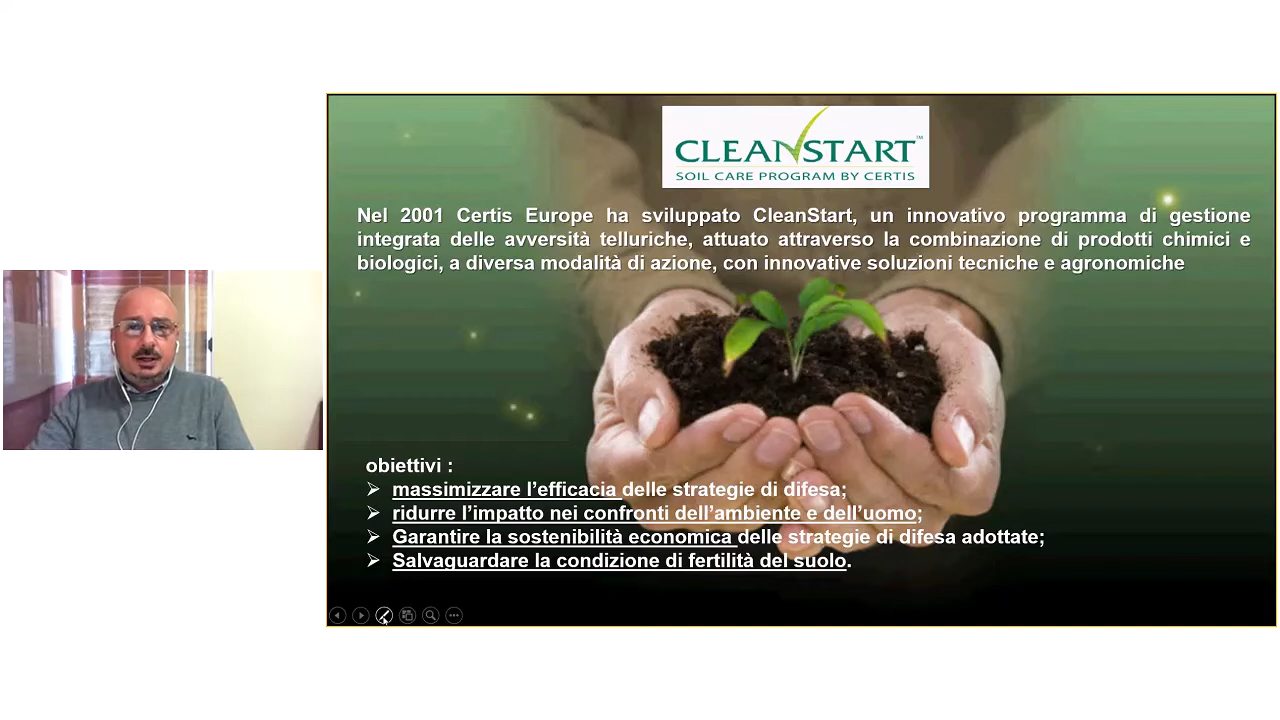 CLEANSTART™
SOIL CARE PROGRAM BY CERTIS
Nel 2001 Certis Europe ha sviluppato CleanStart, un innovativo programma di gestione
integrata delle avversità telluriche, attuato attraverso la combinazione di prodotti chimici e
biologici, a diversa modalità di azione, con innovative soluzioni tecniche e agronomiche
obiettivi :
➢ massimizzare l’efficacia delle strategie di difesa;
➢ ridurre l’impatto nei confronti dell’ambiente e dell’uomo;
➢ Garantire la sostenibilità economica delle strategie di difesa adottate;
➢ Salvaguardare la condizione di fertilità del suolo.